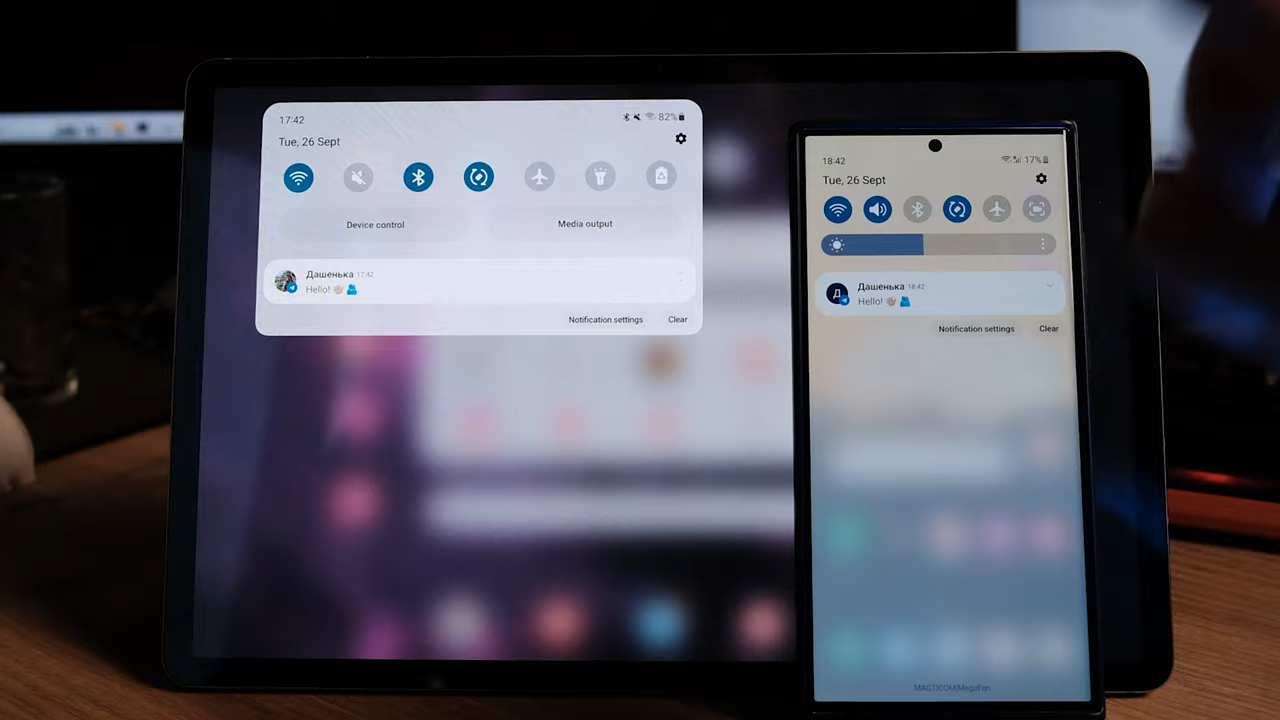 17:42
82%
Tue, 26 Sept
Device control
Media output
Дашенька 17:42
Hello! 👋🏼 🫂
Notification settings
Clear
18:42
17%
Tue, 26 Sept
Д
Дашенька 18:42
Hello! 👋🏼 🫂
Notification settings
Clear
MAGTICOM|MegaFon